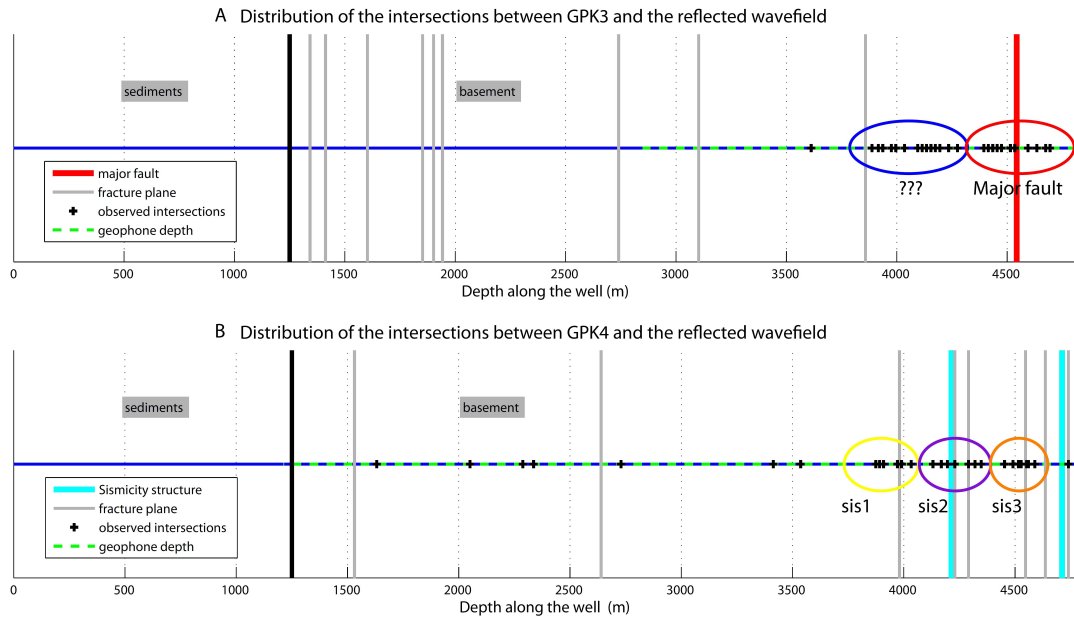 A Distribution of the intersections between GPK3 and the reflected wavefield
sediments
basement
major fault
fracture plane
observed intersections
geophone depth
???
Major fault
0 500 1000 1500 2000 2500 3000 3500 4000 4500
Depth along the well (m)
B Distribution of the intersections between GPK4 and the reflected wavefield
sediments
basement
Sismicity structure
fracture plane
observed intersections
geophone depth
sis1 sis2 sis3
0 500 1000 1500 2000 2500 3000 3500 4000 4500
Depth along the well (m)